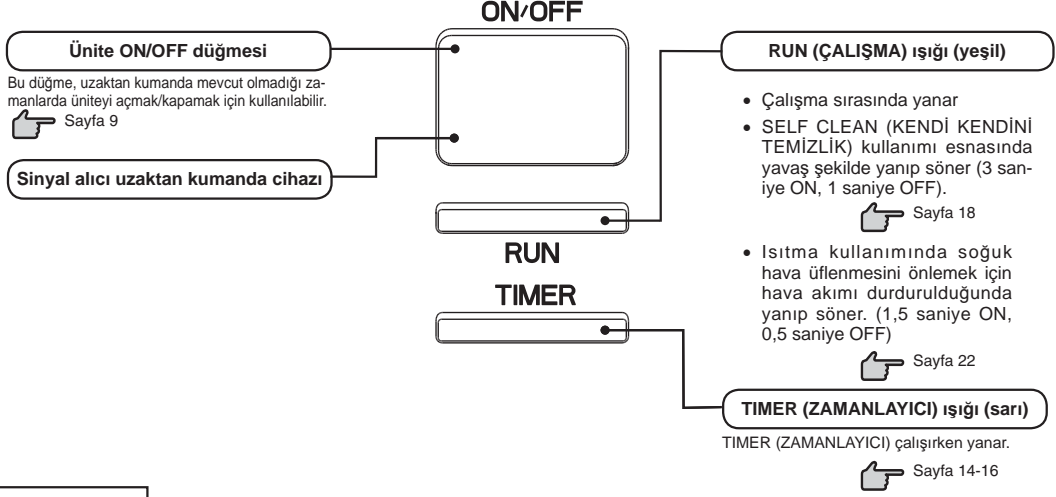 ON/OFF
Ünite ON/OFF düğmesi
Bu düğme, uzaktan kumanda mevcut olmadığı za-
manlarda üniteyi açmak/kapamak için kullanılabilir.
Sayfa 9
Sinyal alıcı uzaktan kumanda cihazı
RUN
TIMER
RUN (ÇALIŞMA) ışığı (yeşil)
• Çalışma sırasında yanar
• SELF CLEAN (KENDİ KENDİNİ
TEMİZLİK) kullanımı esnasında
yavaş şekilde yanıp söner (3 san-
iye ON, 1 saniye OFF).
Sayfa 18
• Isıtma kullanımında soğuk
hava üflenmesini önlemek için
hava akımı durdurulduğunda
yanıp söner. (1,5 saniye ON,
0,5 saniye OFF)
Sayfa 22
TIMER (ZAMANLAYICI) ışığı (sarı)
TIMER (ZAMANLAYICI) çalışırken yanar.
Sayfa 14-16